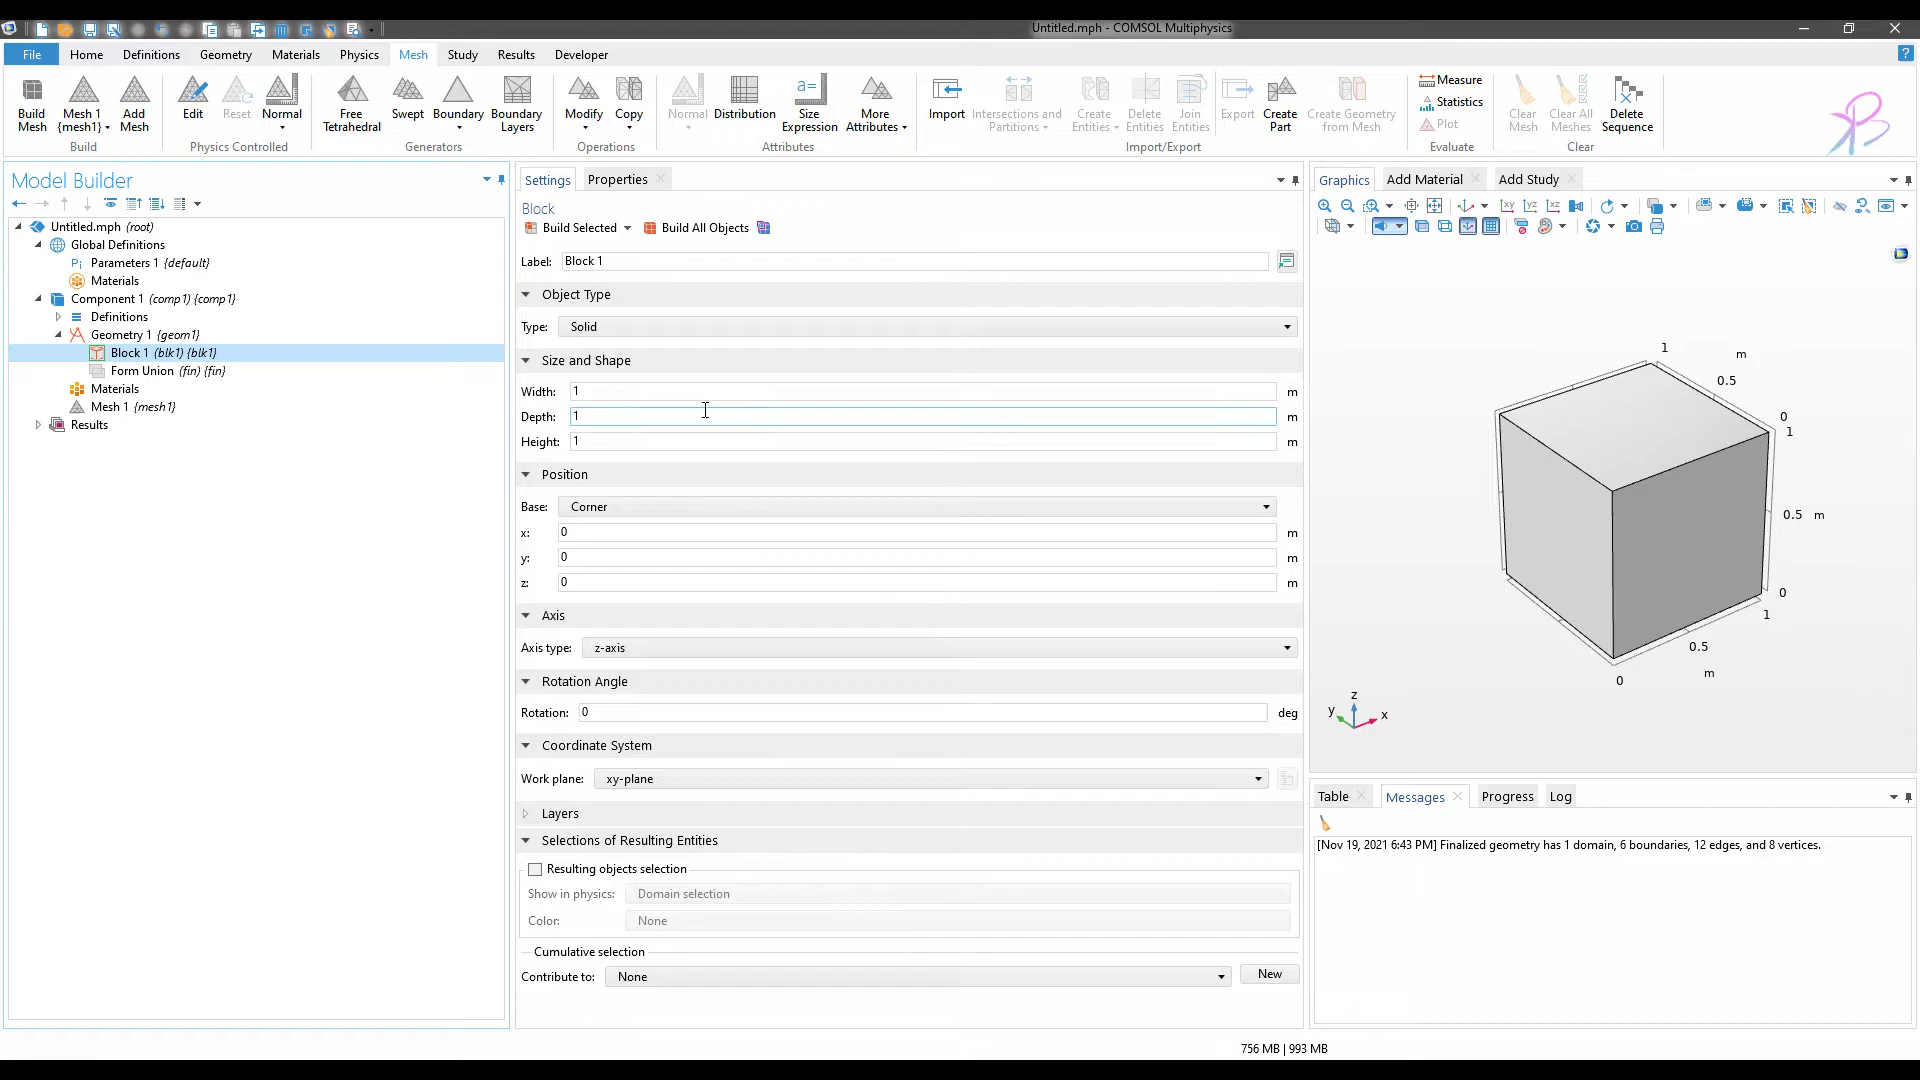 Untitled.mph - COMSOL Multiphysics
File Home Definitions Geometry Materials Physics Mesh Study Results Developer
Build Mesh
Mesh 1 {mesh1}
Add Mesh
Build
Edit
Reset
Normal
Physics Controlled
Free Tetrahedral
Swept
Boundary
Boundary Layers
Generators
Modify
Copy
Operations
Normal
Distribution
a=
Size Expression
More Attributes
Attributes
Import
Intersections and Partitions
Create Entities
Delete Entities
Join Entities
Export
Create Part
Create Geometry from Mesh
Import/Export
Measure
Statistics
Plot
Evaluate
Clear Mesh
Clear All Meshes
Delete Sequence
Clear
Model Builder
Untitled.mph (root)
Global Definitions
Pi Parameters 1 {default}
Materials
Component 1 (comp1) {comp1}
Definitions
Geometry 1 {geom1}
Block 1 (blk1) {blk1}
Form Union (fin) {fin}
Materials
Mesh 1 {mesh1}
Results
Settings Properties
Block
Build Selected Build All Objects
Label: Block 1
Object Type
Type: Solid
Size and Shape
Width: 1 m
Depth: 1 m
Height: 1 m
Position
Base: Corner
x: 0 m
y: 0 m
z: 0 m
Axis
Axis type: z-axis
Rotation Angle
Rotation: 0 deg
Coordinate System
Work plane: xy-plane
Layers
Selections of Resulting Entities
Resulting objects selection
Show in physics: Domain selection
Color: None
Cumulative selection
Contribute to: None New
Graphics Add Material Add Study
xy yz xz
1
m
0.5
0
1
0.5 m
0
1
0.5
m
0
z
y
x
Table Messages Progress Log
[Nov 19, 2021 6:43 PM] Finalized geometry has 1 domain, 6 boundaries, 12 edges, and 8 vertices.
756 MB | 993 MB